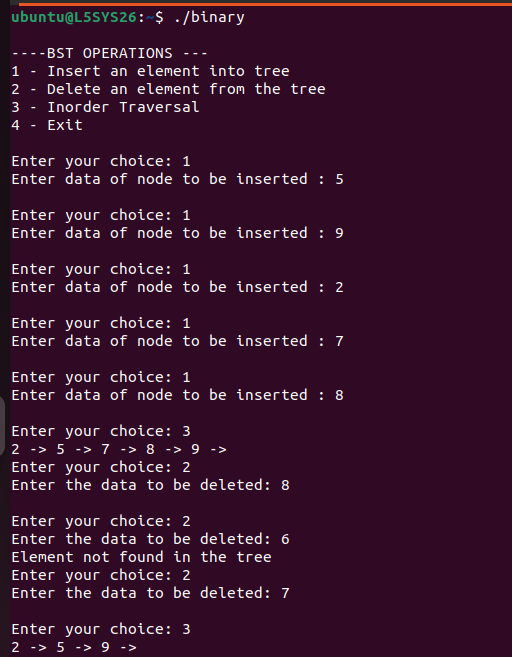 ubuntu@L5SYS26:~$ ./binary
----BST OPERATIONS ---
1 - Insert an element into tree
2 - Delete an element from the tree
3 - Inorder Traversal
4 - Exit
Enter your choice: 1
Enter data of node to be inserted : 5
Enter your choice: 1
Enter data of node to be inserted : 9
Enter your choice: 1
Enter data of node to be inserted : 2
Enter your choice: 1
Enter data of node to be inserted : 7
Enter your choice: 1
Enter data of node to be inserted : 8
Enter your choice: 3
2 -> 5 -> 7 -> 8 -> 9 ->
Enter your choice: 2
Enter the data to be deleted: 8
Enter your choice: 2
Enter the data to be deleted: 6
Element not found in the tree
Enter your choice: 2
Enter the data to be deleted: 7
Enter your choice: 3
2 -> 5 -> 9 ->